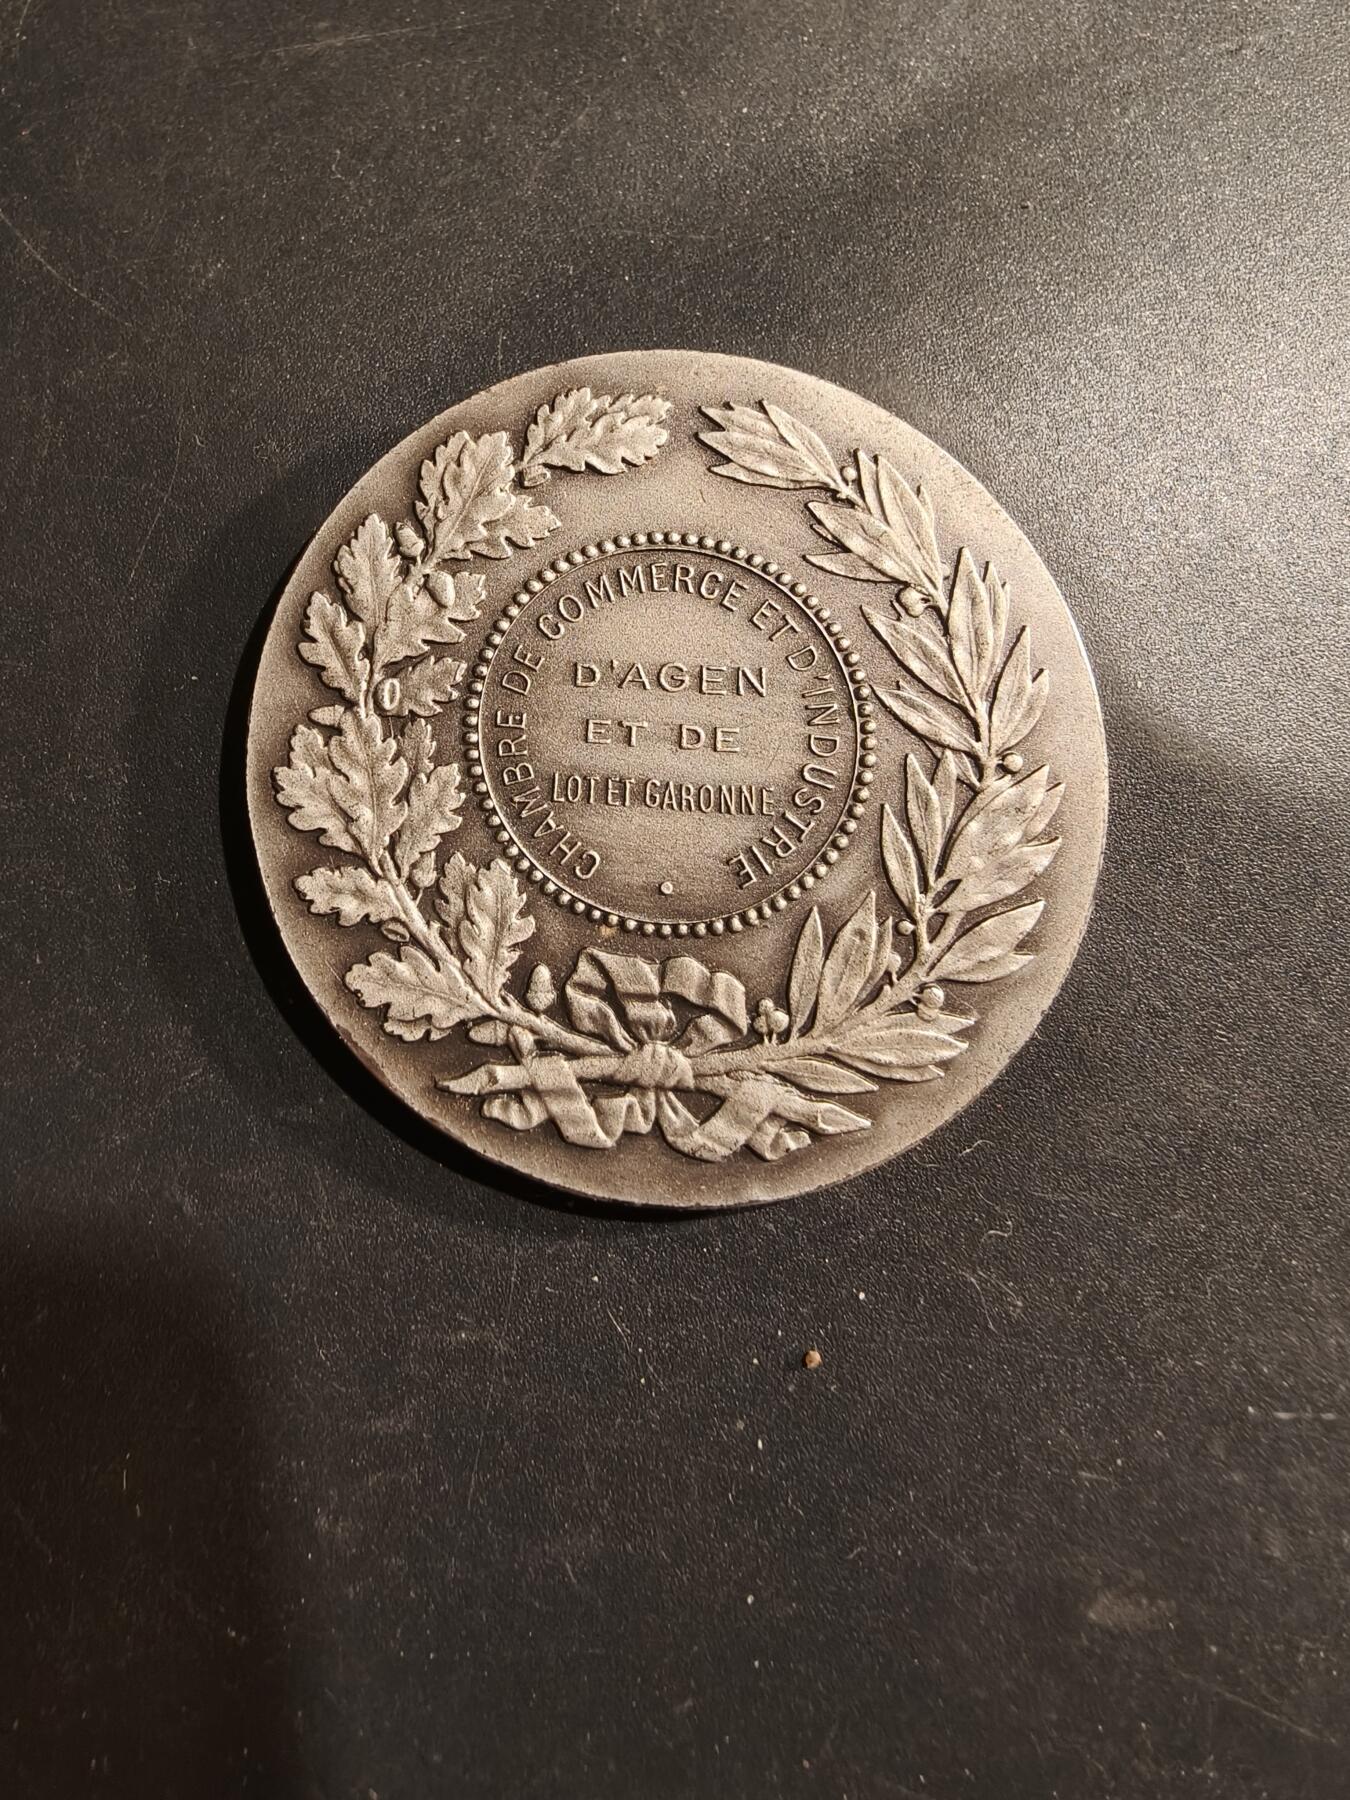 CHAMBRE DE COMMERCE ET D'INDUSTRIE
D'AGEN
ET DE
LOT ET GARONNE